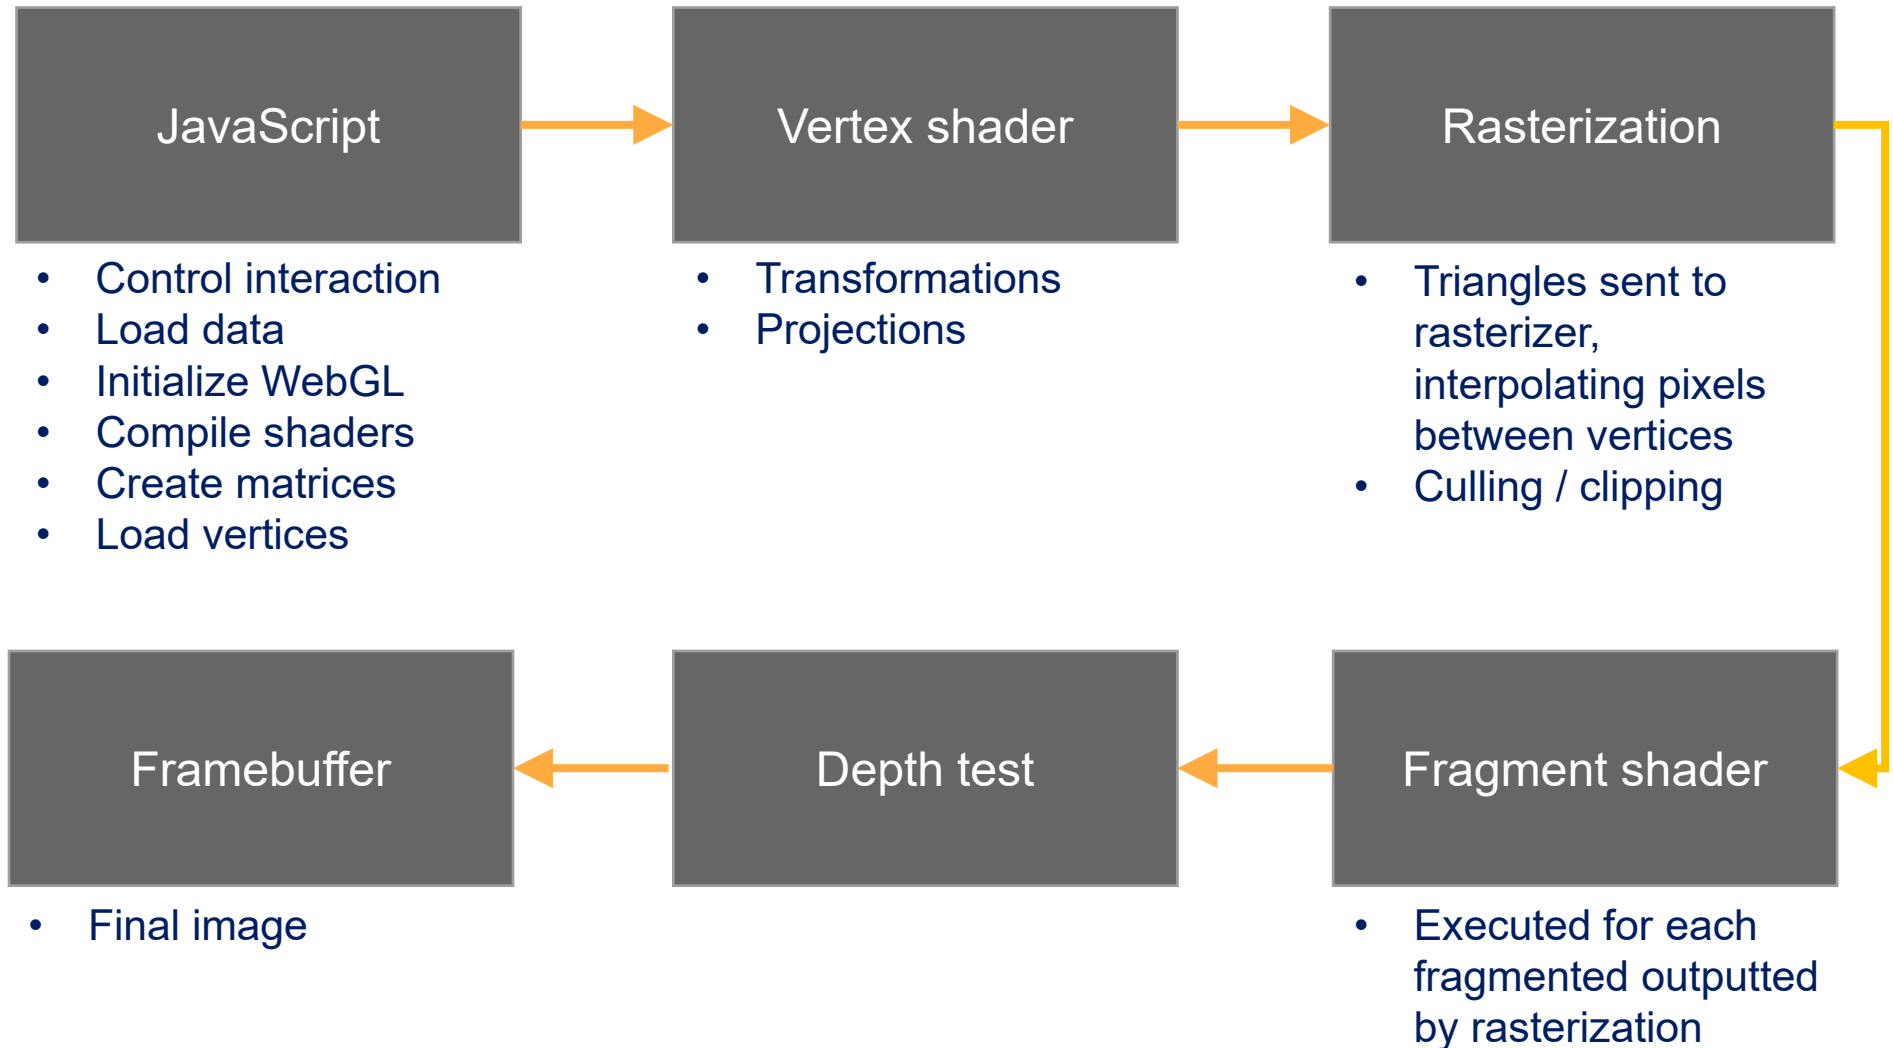 JavaScript
• Control interaction
• Load data
• Initialize WebGL
• Compile shaders
• Create matrices
• Load vertices
Vertex shader
• Transformations
• Projections
Rasterization
• Triangles sent to
rasterizer,
interpolating pixels
between vertices
• Culling / clipping
Fragment shader
• Executed for each
fragmented outputted
by rasterization
Depth test
Framebuffer
• Final image